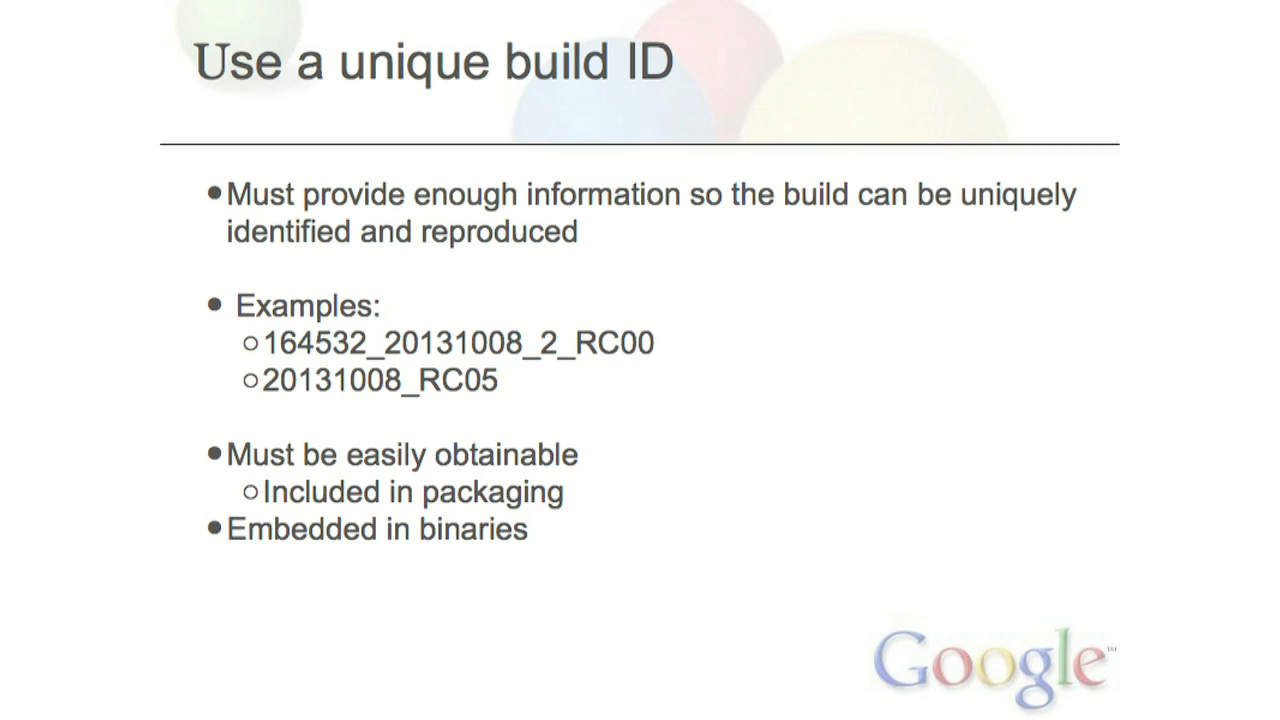 Use a unique build ID
•Must provide enough information so the build can be uniquely
identified and reproduced
• Examples:
○164532_20131008_2_RC00
○20131008_RC05
•Must be easily obtainable
○Included in packaging
•Embedded in binaries
Google™